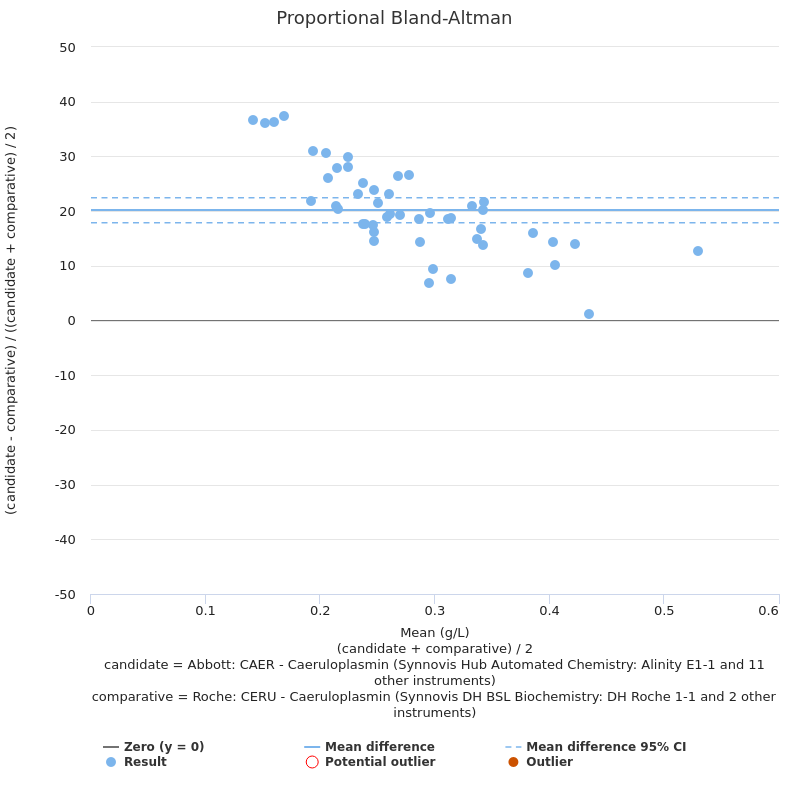 Proportional Bland-Altman
(candidate - comparative) / ((candidate + comparative) / 2)
50
40
30
20
10
0
-10
-20
-30
-40
-50
0 0.1 0.2 0.3 0.4 0.5 0.6
Mean (g/L)
(candidate + comparative) / 2
candidate = Abbott: CAER - Caeruloplasmin (Synnovis Hub Automated Chemistry: Alinity E1-1 and 11
other instruments)
comparative = Roche: CERU - Caeruloplasmin (Synnovis DH BSL Biochemistry: DH Roche 1-1 and 2 other
instruments)
Zero (y = 0) Mean difference Mean difference 95% CI
Result Potential outlier Outlier